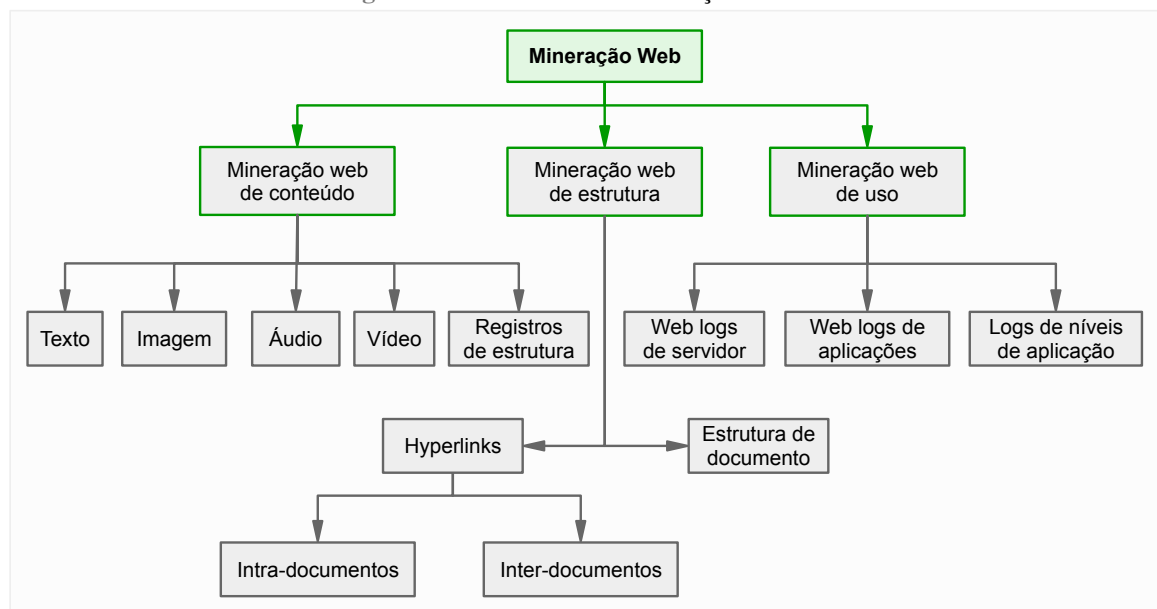 Mineração Web
Mineração web
de conteúdo
Mineração web
de estrutura
Mineração web
de uso
Texto
Imagem
Áudio
Vídeo
Registros
de estrutura
Web logs
de servidor
Web logs de
aplicações
Logs de níveis
de aplicação
Hyperlinks
Estrutura de
documento
Intra-documentos
Inter-documentos